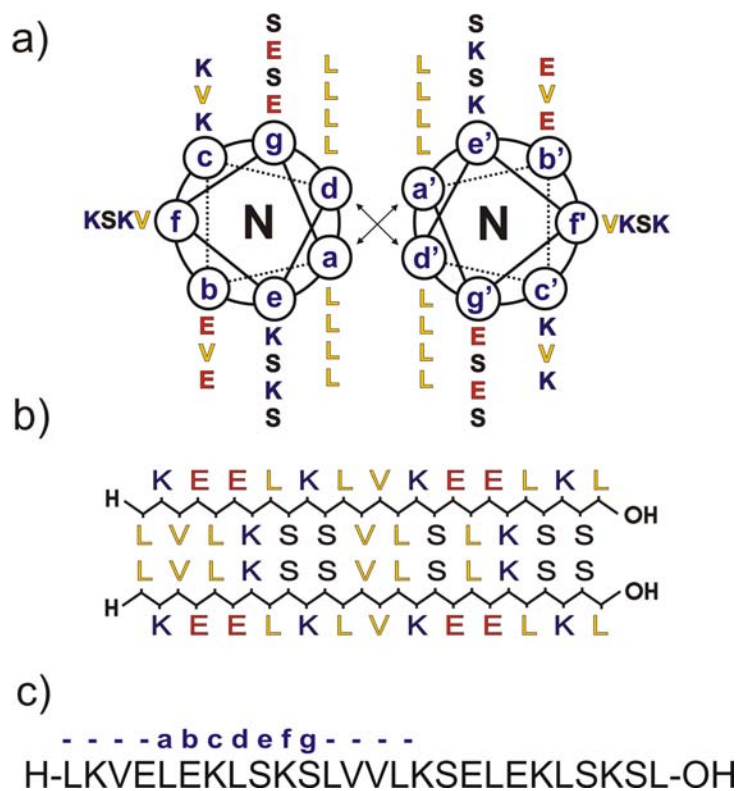 a)
S S
E L L K
K S L L S E
V E L L K V
K L L E
g e'
c b'
d a'
KSKV f N N f' VKSK
a d'
b e g' c'
E K L L E K
V S L L S V
E K L L E K
S L L S
b)
K E E L K L V K E E L K L
H OH
L V L K S S V L S L K S S
L V L K S S V L S L K S S
H OH
K E E L K L V K E E L K L
c)
- - - - a b c d e f g - - - -
H-LKVELEKLSKSLVVLKSELEKLSKSL-OH